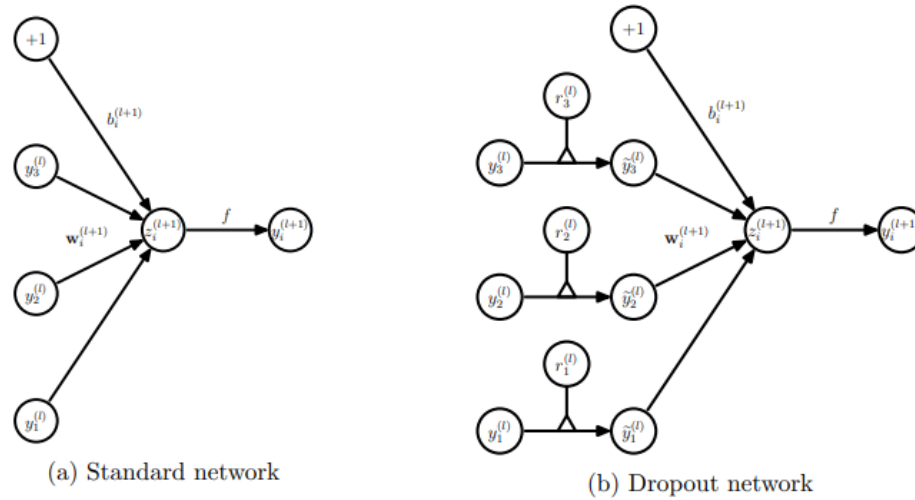 +1
b_i^{(l+1)}
y_3^{(l)}
w_i^{(l+1)}
z_i^{(l+1)}
f
y_i^{(l+1)}
y_2^{(l)}
y_1^{(l)}
(a) Standard network
+1
b_i^{(l+1)}
r_3^{(l)}
y_3^{(l)}
ỹ_3^{(l)}
r_2^{(l)}
w_i^{(l+1)}
z_i^{(l+1)}
f
y_i^{(l+1
y_2^{(l)}
ỹ_2^{(l)}
r_1^{(l)}
y_1^{(l)}
ỹ_1^{(l)}
(b) Dropout network